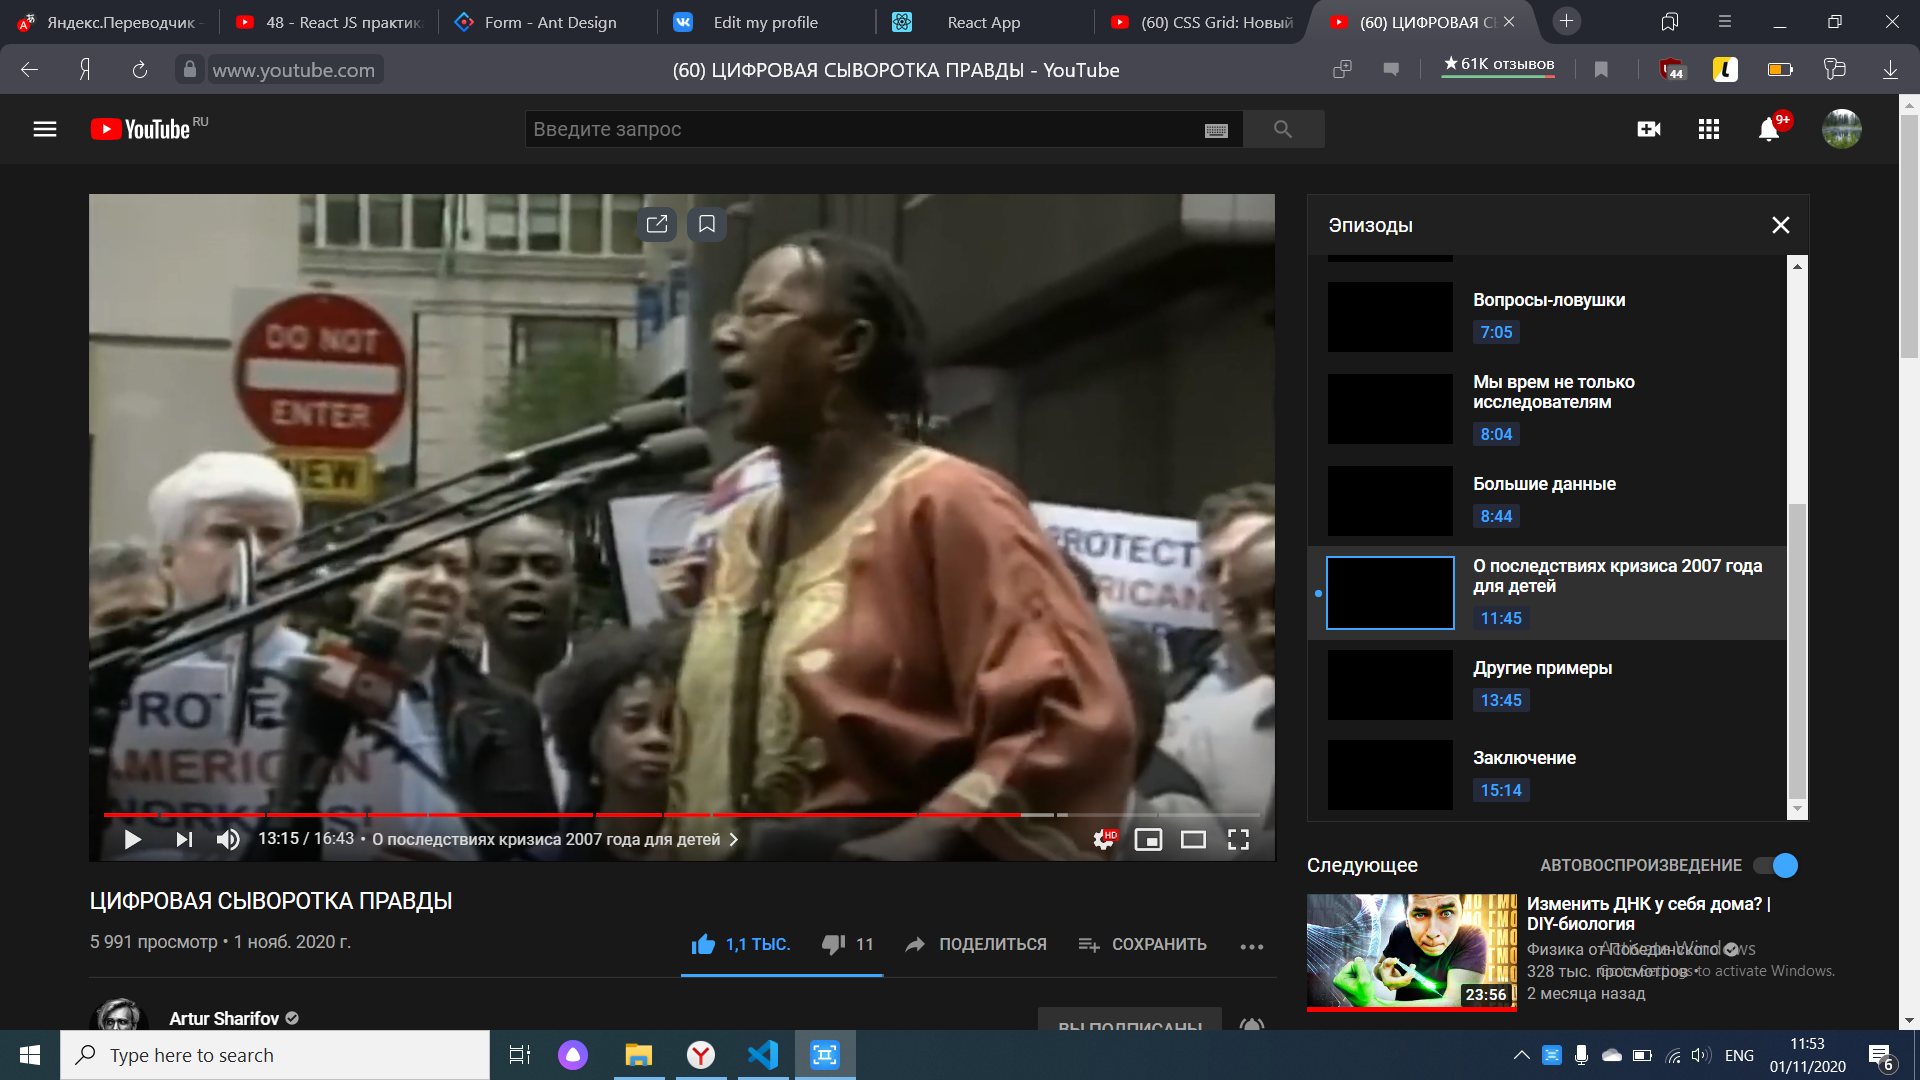 Яндекс.Переводчик –
48 - React JS практика
Form - Ant Design
Edit my profile
React App
(60) CSS Grid: Новый
(60) ЦИФРОВАЯ С
www.youtube.com
(60) ЦИФРОВАЯ СЫВОРОТКА ПРАВДЫ - YouTube
★61K отзывов
44
YouTube RU
Введите запрос
9+
DO NOT
ENTER
NEW
PROTECT
AMERICAN
ROTECT
RICAN
13:15 / 16:43 • О последствиях кризиса 2007 года для детей
HD
Эпизоды
Вопросы-ловушки
7:05
Мы врем не только
исследователям
8:04
Большие данные
8:44
О последствиях кризиса 2007 года
для детей
11:45
Другие примеры
13:45
Заключение
15:14
ЦИФРОВАЯ СЫВОРОТКА ПРАВДЫ
5 991 просмотр • 1 нояб. 2020 г.
1,1 ТЫС.
11
ПОДЕЛИТЬСЯ
СОХРАНИТЬ
Artur Sharifov
ВЫ ПОДПИСАНЫ
Следующее
АВТОВОСПРОИЗВЕДЕНИЕ
23:56
Изменить ДНК у себя дома? |
DIY-биология
Физика от Побединского
328 тыс. просмотров •
2 месяца назад
Activate Windows
Go to Settings to activate Windows.
Type here to search
ENG
11:53
01/11/2020
6